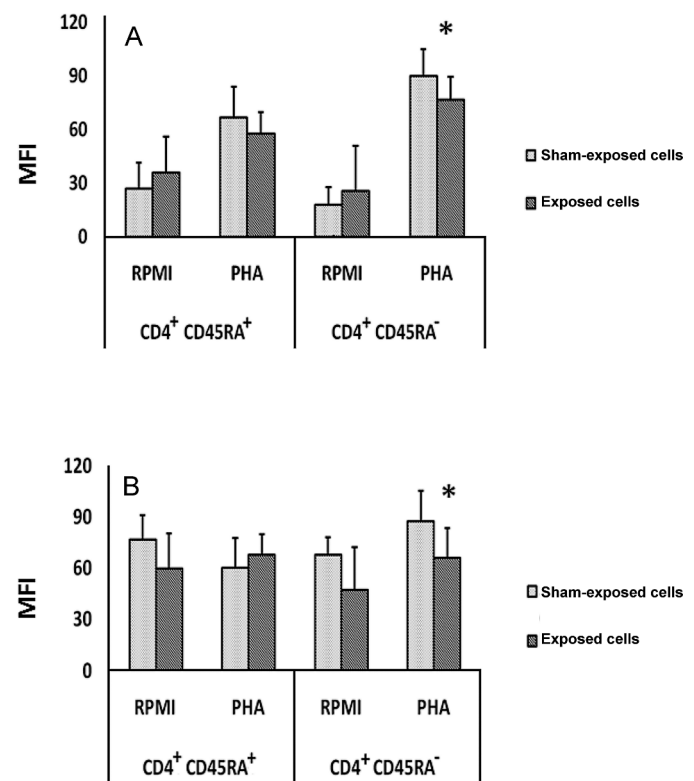 120
A
*
90
60
30
0
MFI
Sham-exposed cells
Exposed cells
RPMI PHA RPMI PHA
CD4⁺ CD45RA⁺ CD4⁺ CD45RA⁻
120
B
*
90
60
30
0
MFI
Sham-exposed cells
Exposed cells
RPMI PHA RPMI PHA
CD4⁺ CD45RA⁺ CD4⁺ CD45RA⁻